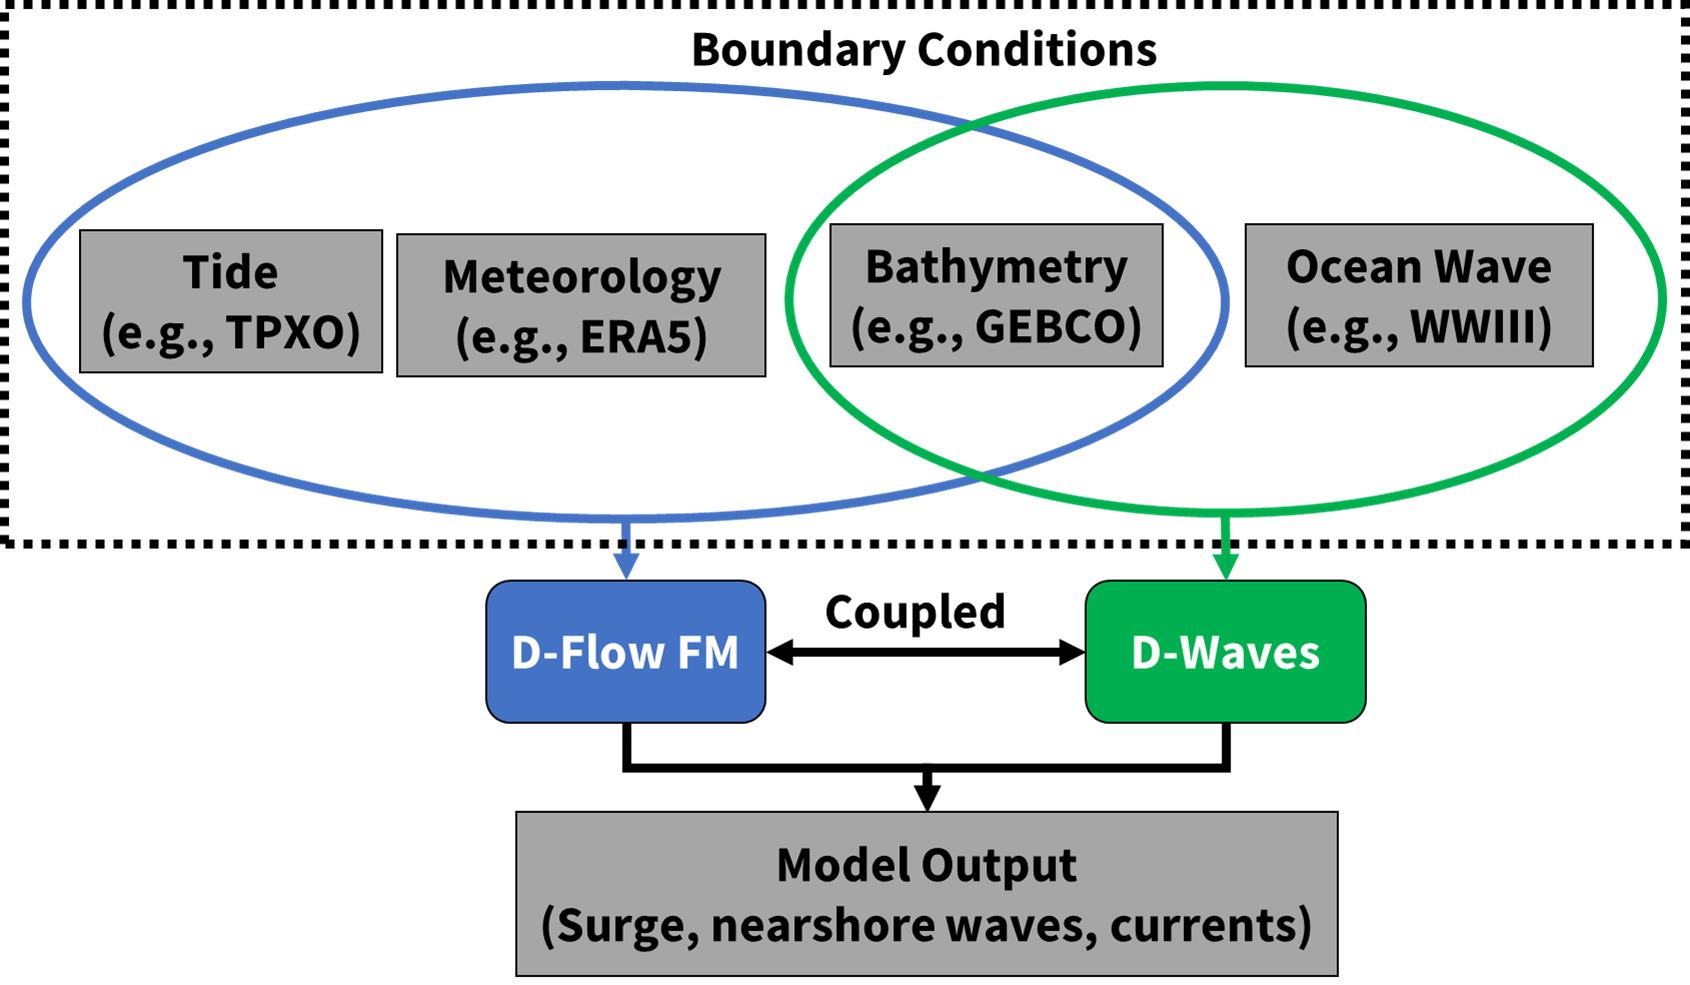 Boundary Conditions
Tide
(e.g., TPXO)
Meteorology
(e.g., ERA5)
Bathymetry
(e.g., GEBCO)
Ocean Wave
(e.g., WWIII)
Coupled
D-Flow FM
D-Waves
Model Output
(Surge, nearshore waves, currents)